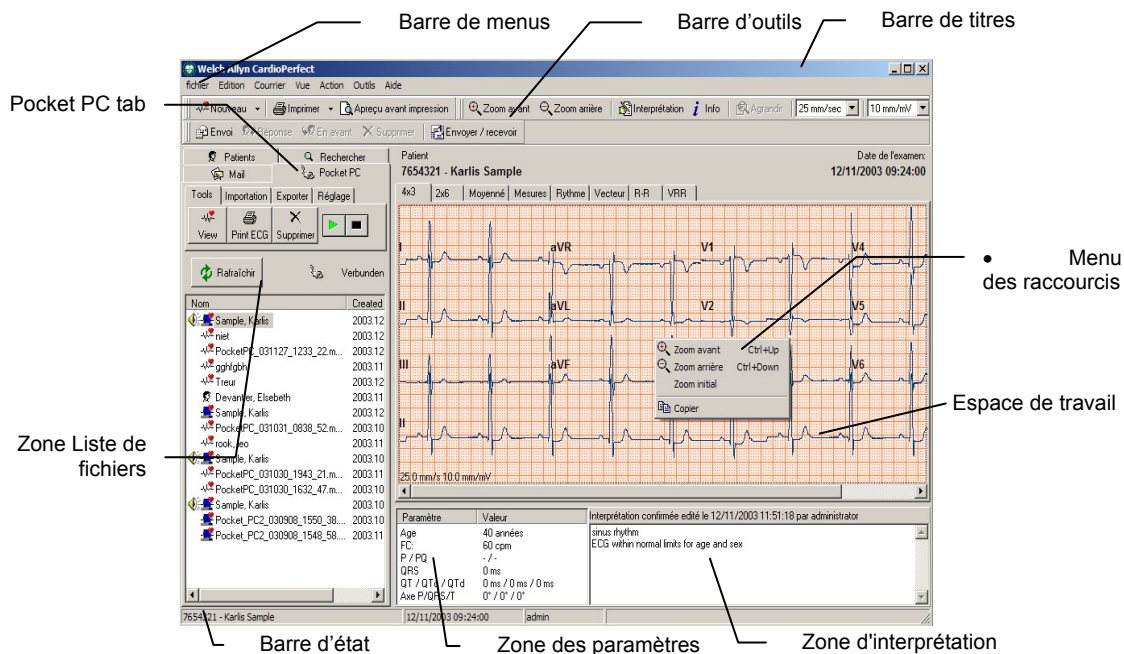 Barre de menus
Barre d'outils
Barre de titres
Welch Allyn CardioPerfect
fichier Edition Courrier Vue Action Outils Aide
Pocket PC tab
Nouveau Imprimer Apreçu avant impression Zoom avant Zoom arrière Interprétation Info Agrandir 25 mm/sec 10 mm/mV
Envoi Réponse En avant Supprimer Envoyer / recevoir
Patients Rechercher
Mail Pocket PC
Patient Date de l'examen:
7654321 - Karlis Sample 12/11/2003 09:24:00
Tools Importation Exporter Réglage
4x3 2x6 Moyenné Mesures Rythme Vecteur R-R VRR
View Print ECG Supprimer
I aVR V1 V4
Rafraîchir Verbunden
• Menu
des raccourcis
Nom Created
II aVL V2 V5
Sample, Karlis 2003.12
niet 2003.12
PocketPC_031127_1233_22.m... 2003.12
gghfgbh 2003.11
Treur 2003.12
Devantier, Elsebeth 2003.11
Sample, Karlis 2003.12
PocketPC_031031_0838_52.m... 2003.10
rook, leo 2003.11
Sample, Karlis 2003.10
PocketPC_031030_1943_21.m... 2003.11
PocketPC_031030_1632_47.m... 2003.10
Sample, Karlis 2003.10
Pocket_PC2_030908_1550_38.... 2003.10
Pocket_PC2_030908_1548_58.... 2003.11
Zoom avant Ctrl+Up
Zoom arrière Ctrl+Down
Zoom initial
Copier
III aVF V6
II
Espace de travail
Zone Liste de
fichiers
25.0 mm/s 10.0 mm/mV
Paramètre Valeur
Age 40 années
FC: 60 cpm
P / PQ - / -
QRS 0 ms
QT / QTc / QTd 0 ms / 0 ms / 0 ms
Axe P/QRS/T 0° / 0° / 0°
Interprétation confirmée edité le 12/11/2003 11:51:18 par administrator
sinus rhythm
ECG within normal limits for age and sex
7654321 - Karlis Sample 12/11/2003 09:24:00 admin
Barre d'état
Zone des paramètres
Zone d'interprétation